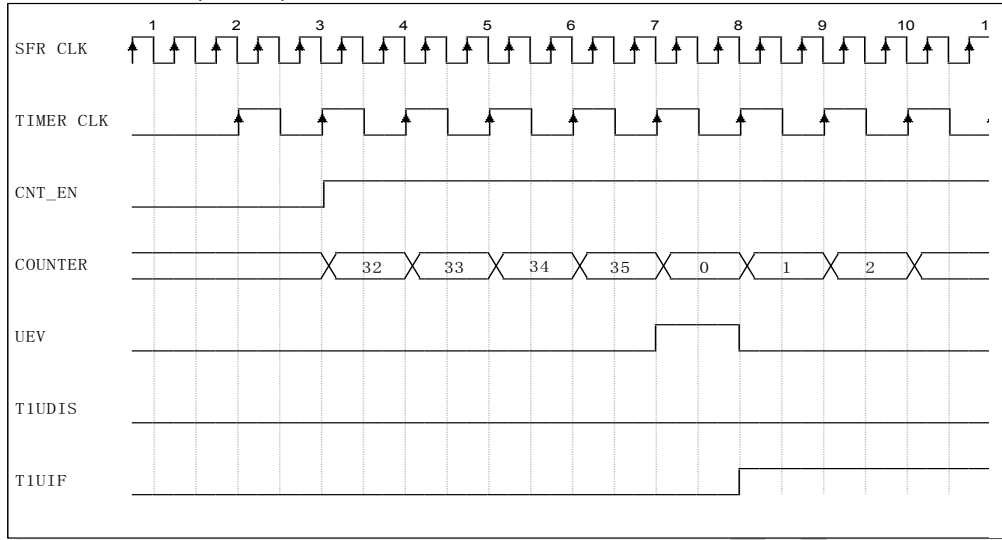 1 2 3 4 5 6 7 8 9 10 1
SFR CLK
TIMER CLK
CNT_EN
COUNTER 32 33 34 35 0 1 2
UEV
T1UDIS
T1UIF